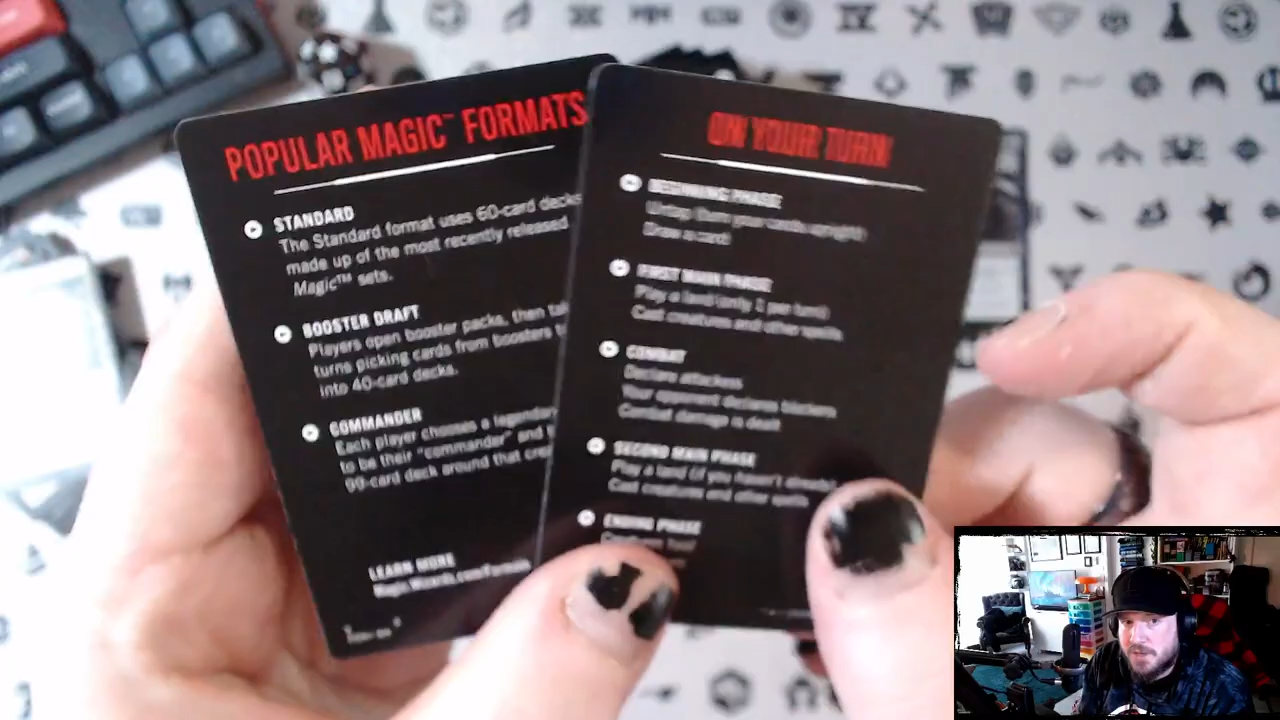 POPULAR MAGIC™ FORMATS
STANDARD
The Standard format uses 60-card decks
made up of the most recently released
Magic™ sets.
BOOSTER DRAFT
Players open booster packs, then
turns picking cards from boosters
into 40-card decks.
COMMANDER
Each player chooses a legendary
to be their "commander" and
99-card deck around that
LEARN MORE
Magic.Wizards.com/Formats
ON YOUR TURN
BEGINNING PHASE
Untap (turn your cards upright)
Draw a card
FIRST MAIN PHASE
Play a land (only 1 per turn)
Cast creatures and other spells
COMBAT
Declare attackers
Your opponent declares blockers
Combat damage is dealt
SECOND MAIN PHASE
Play a land (if you haven't already)
Cast creatures and other spells
ENDING PHASE